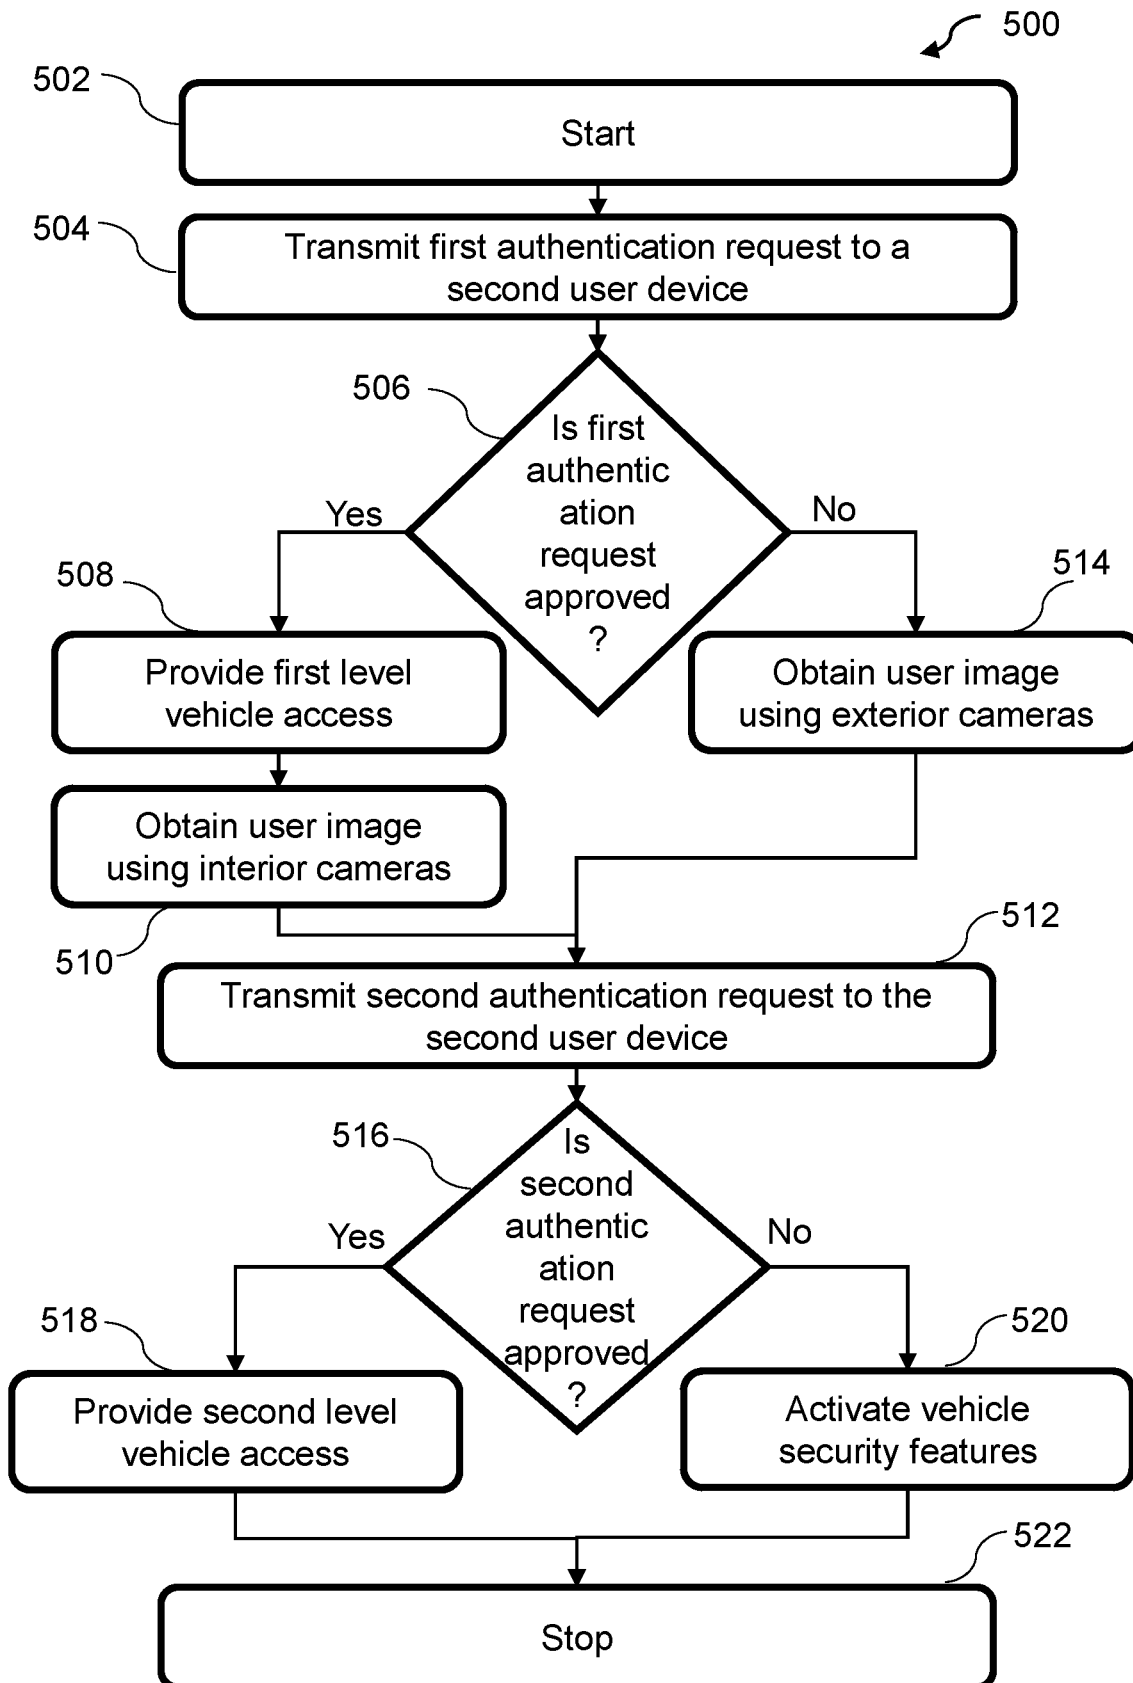 500
502
Start
504
Transmit first authentication request to a
second user device
506
Is first
authentic
ation
request
approved
?
Yes
No
508
514
Provide first level
vehicle access
Obtain user image
using exterior cameras
Obtain user image
using interior cameras
510
512
Transmit second authentication request to the
second user device
516
Is
second
authentic
ation
request
approved
?
Yes
No
518
520
Provide second level
vehicle access
Activate vehicle
security features
522
Stop